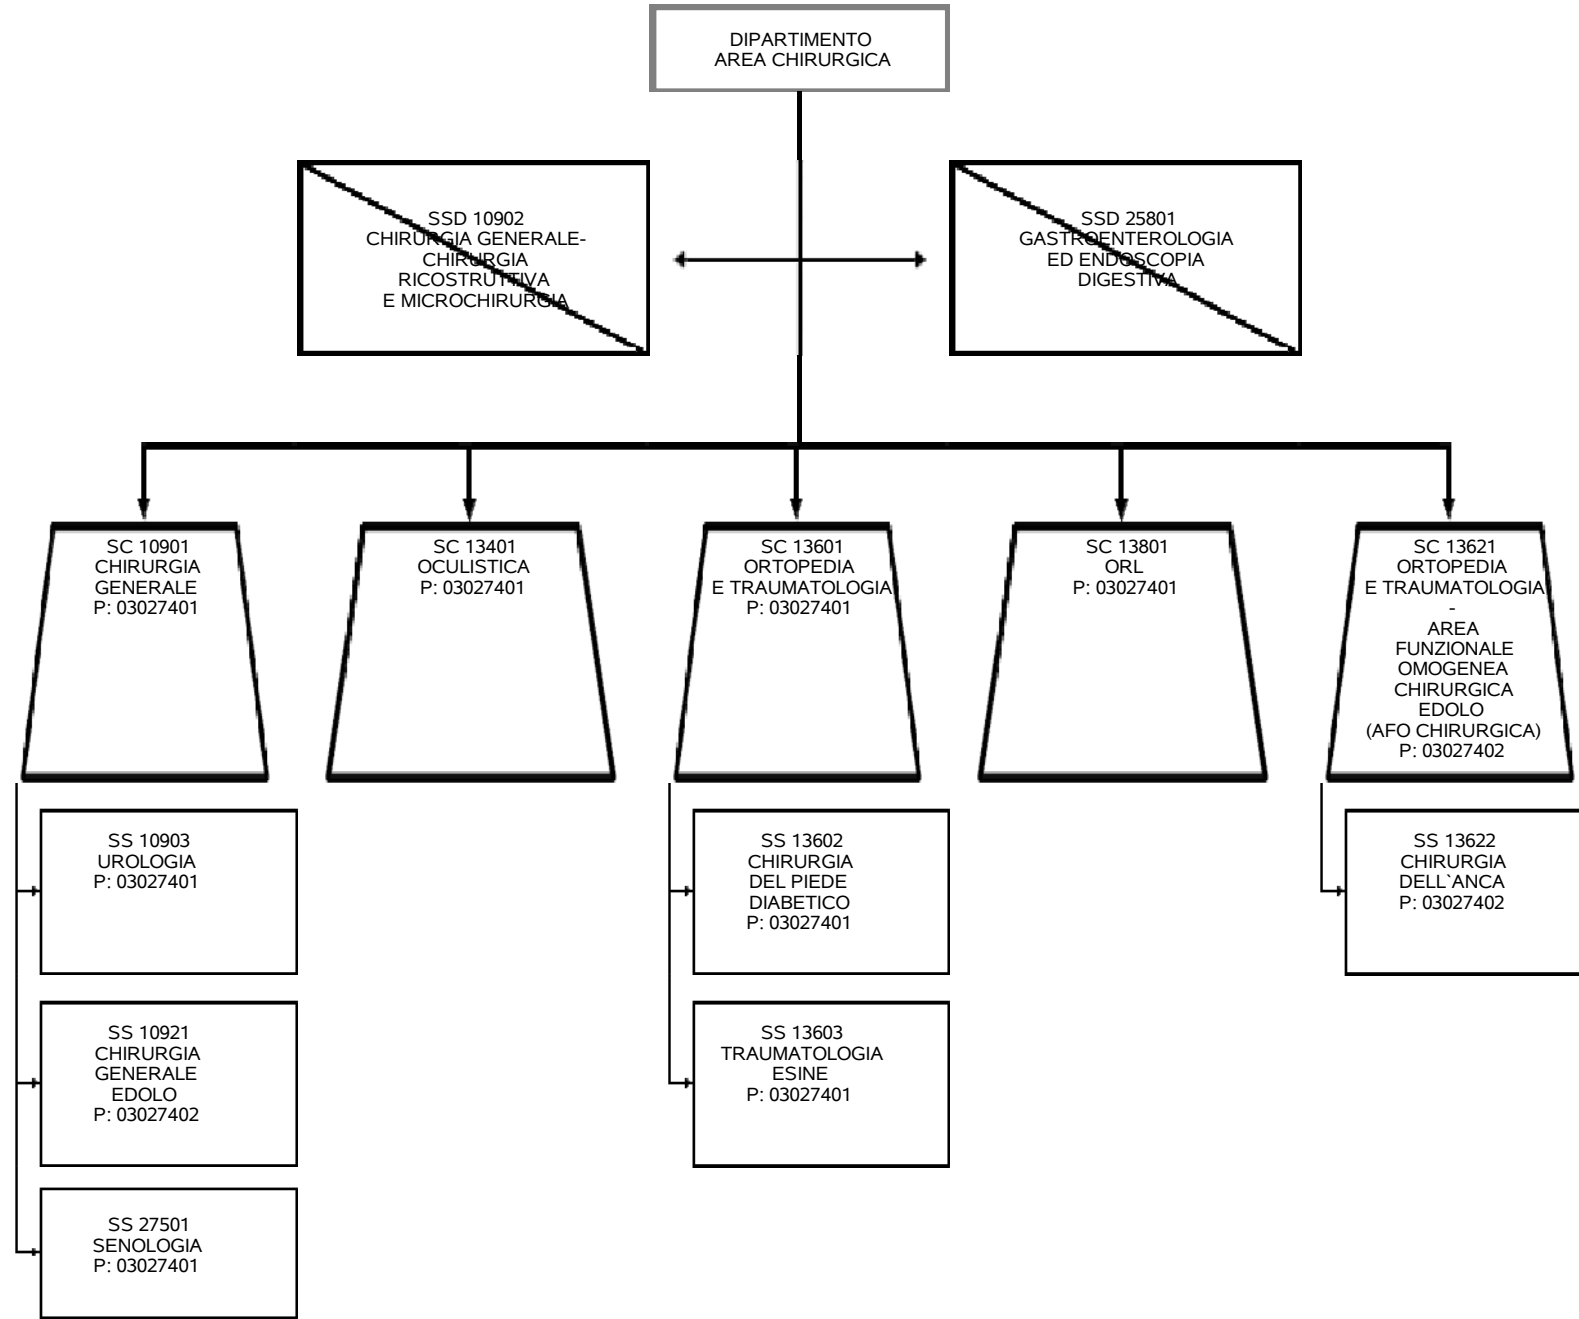 DIPARTIMENTO
AREA CHIRURGICA
SSD 10902
CHIRURGIA GENERALE-
CHIRURGIA
RICOSTRUTTIVA
E MICROCHIRURGIA
SSD 25801
GASTROENTEROLOGIA
ED ENDOSCOPIA
DIGESTIVA
SC 10901
CHIRURGIA
GENERALE
P: 03027401
SC 13401
OCULISTICA
P: 03027401
SC 13601
ORTOPEDIA
E TRAUMATOLOGIA
P: 03027401
SC 13801
ORL
P: 03027401
SC 13621
ORTOPEDIA
E TRAUMATOLOGIA
-
AREA
FUNZIONALE
OMOGENEA
CHIRURGICA
EDOLO
(AFO CHIRURGICA)
P: 03027402
SS 10903
UROLOGIA
P: 03027401
SS 13602
CHIRURGIA
DEL PIEDE
DIABETICO
P: 03027401
SS 13622
CHIRURGIA
DELL`ANCA
P: 03027402
SS 10921
CHIRURGIA
GENERALE
EDOLO
P: 03027402
SS 13603
TRAUMATOLOGIA
ESINE
P: 03027401
SS 27501
SENOLOGIA
P: 03027401